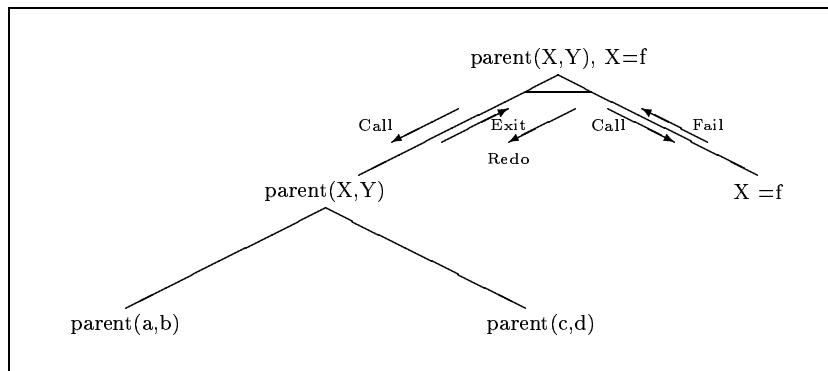 parent(X,Y), X=f
Call
Exit
Call
Fail
Redo
parent(X,Y)
X =f
parent(a,b)
parent(c,d)